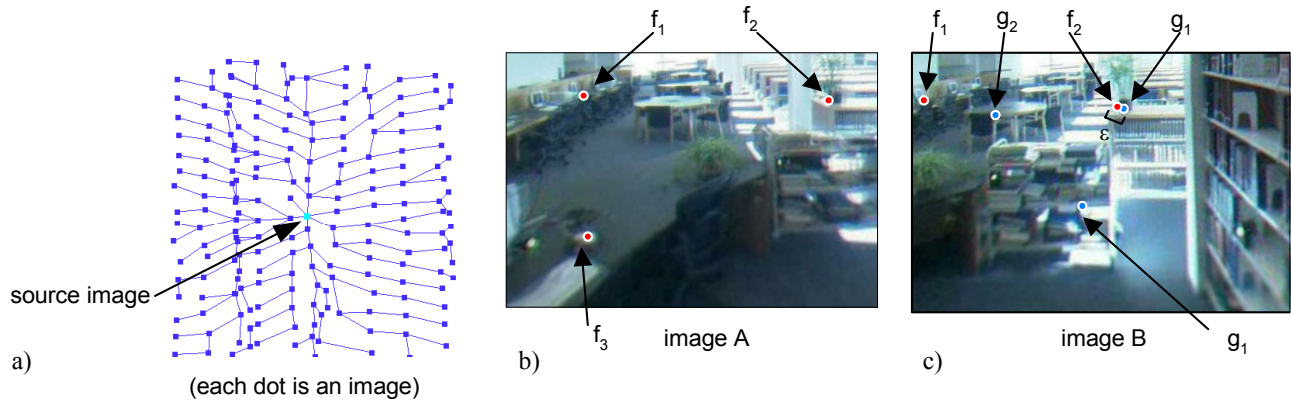 source image
a)
(each dot is an image)
f1
f2
f3
b)
image A
f1
g2
f2
g1
ε
c)
image B
g1